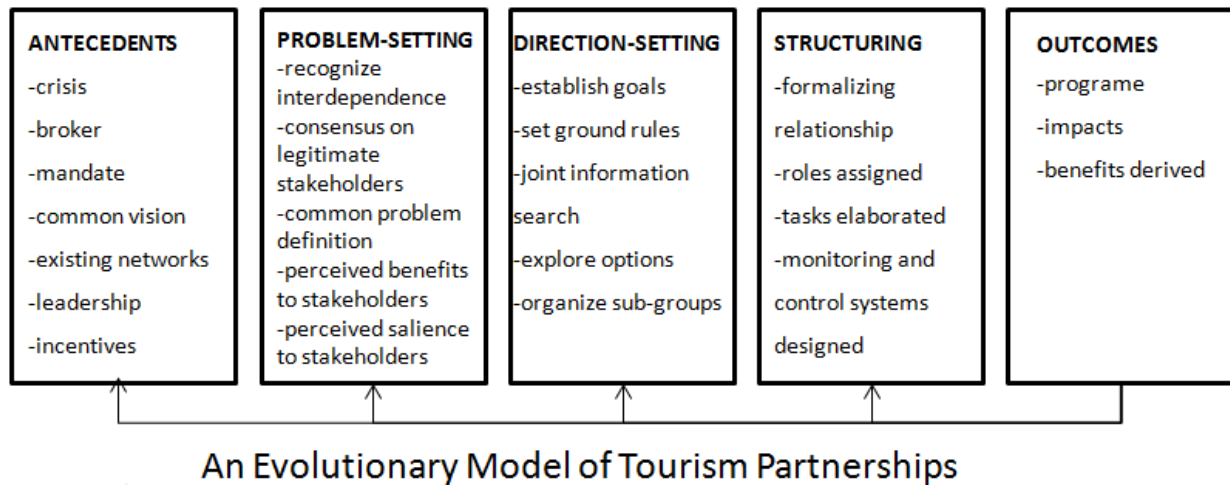 ANTECEDENTS
-crisis
-broker
-mandate
-common vision
-existing networks
-leadership
-incentives
PROBLEM-SETTING
-recognize
interdependence
-consensus on
legitimate
stakeholders
-common problem
definition
-perceived benefits
to stakeholders
-perceived salience
to stakeholders
DIRECTION-SETTING
-establish goals
-set ground rules
-joint information
search
-explore options
-organize sub-groups
STRUCTURING
-formalizing
relationship
-roles assigned
-tasks elaborated
-monitoring and
control systems
designed
OUTCOMES
-programe
-impacts
-benefits derived
An Evolutionary Model of Tourism Partnerships